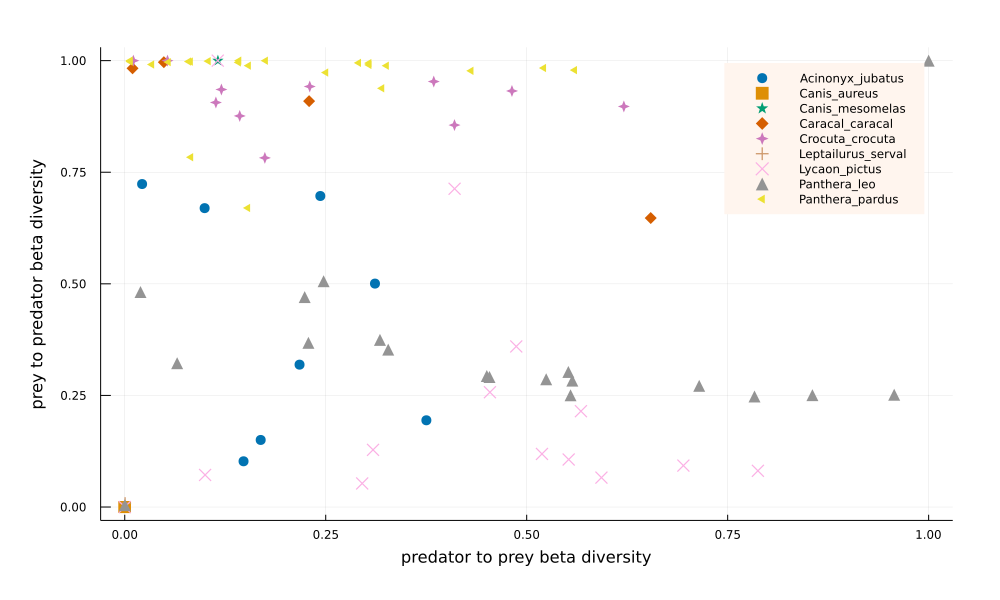 1.00
0.75
0.50
0.25
0.00
prey to predator beta diversity
Acinonyx_jubatus
Canis_aureus
Canis_mesomelas
Caracal_caracal
Crocuta_crocuta
Leptailurus_serval
Lycaon_pictus
Panthera_leo
Panthera_pardus
0.00 0.25 0.50 0.75 1.00
predator to prey beta diversity